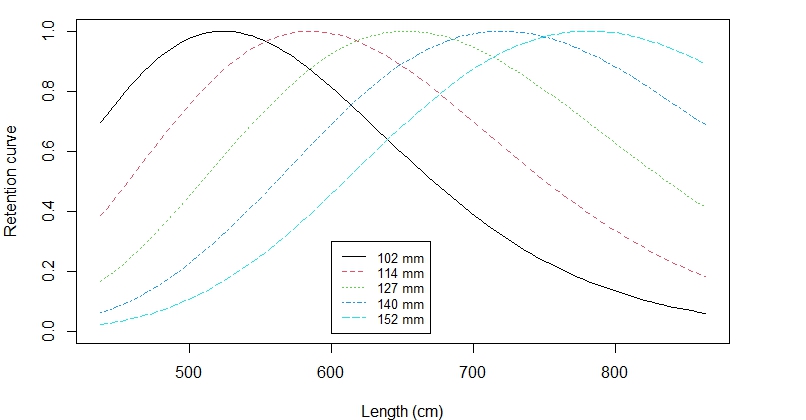 Retention curve
1.0
0.8
0.6
0.4
0.2
0.0
102 mm
114 mm
127 mm
140 mm
152 mm
500 600 700 800
Length (cm)